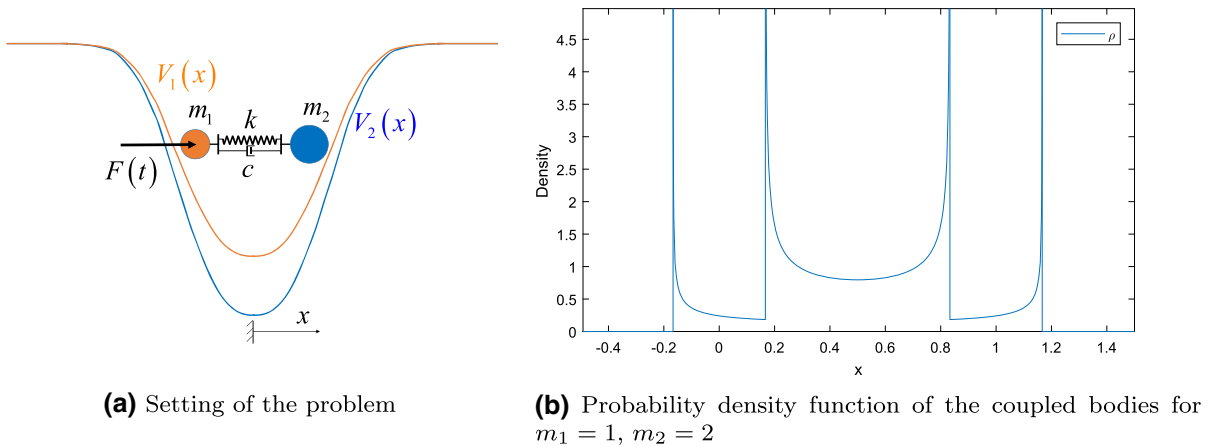 V₁(x)
m₁
k
m₂
V₂(x)
F(t)
c
x
4.5
4
3.5
3
2.5
2
1.5
1
0.5
0
Density
ρ
-0.4 -0.2 0 0.2 0.4 0.6 0.8 1 1.2 1.4
x
(a) Setting of the problem
(b) Probability density function of the coupled bodies for
m₁ = 1, m₂ = 2